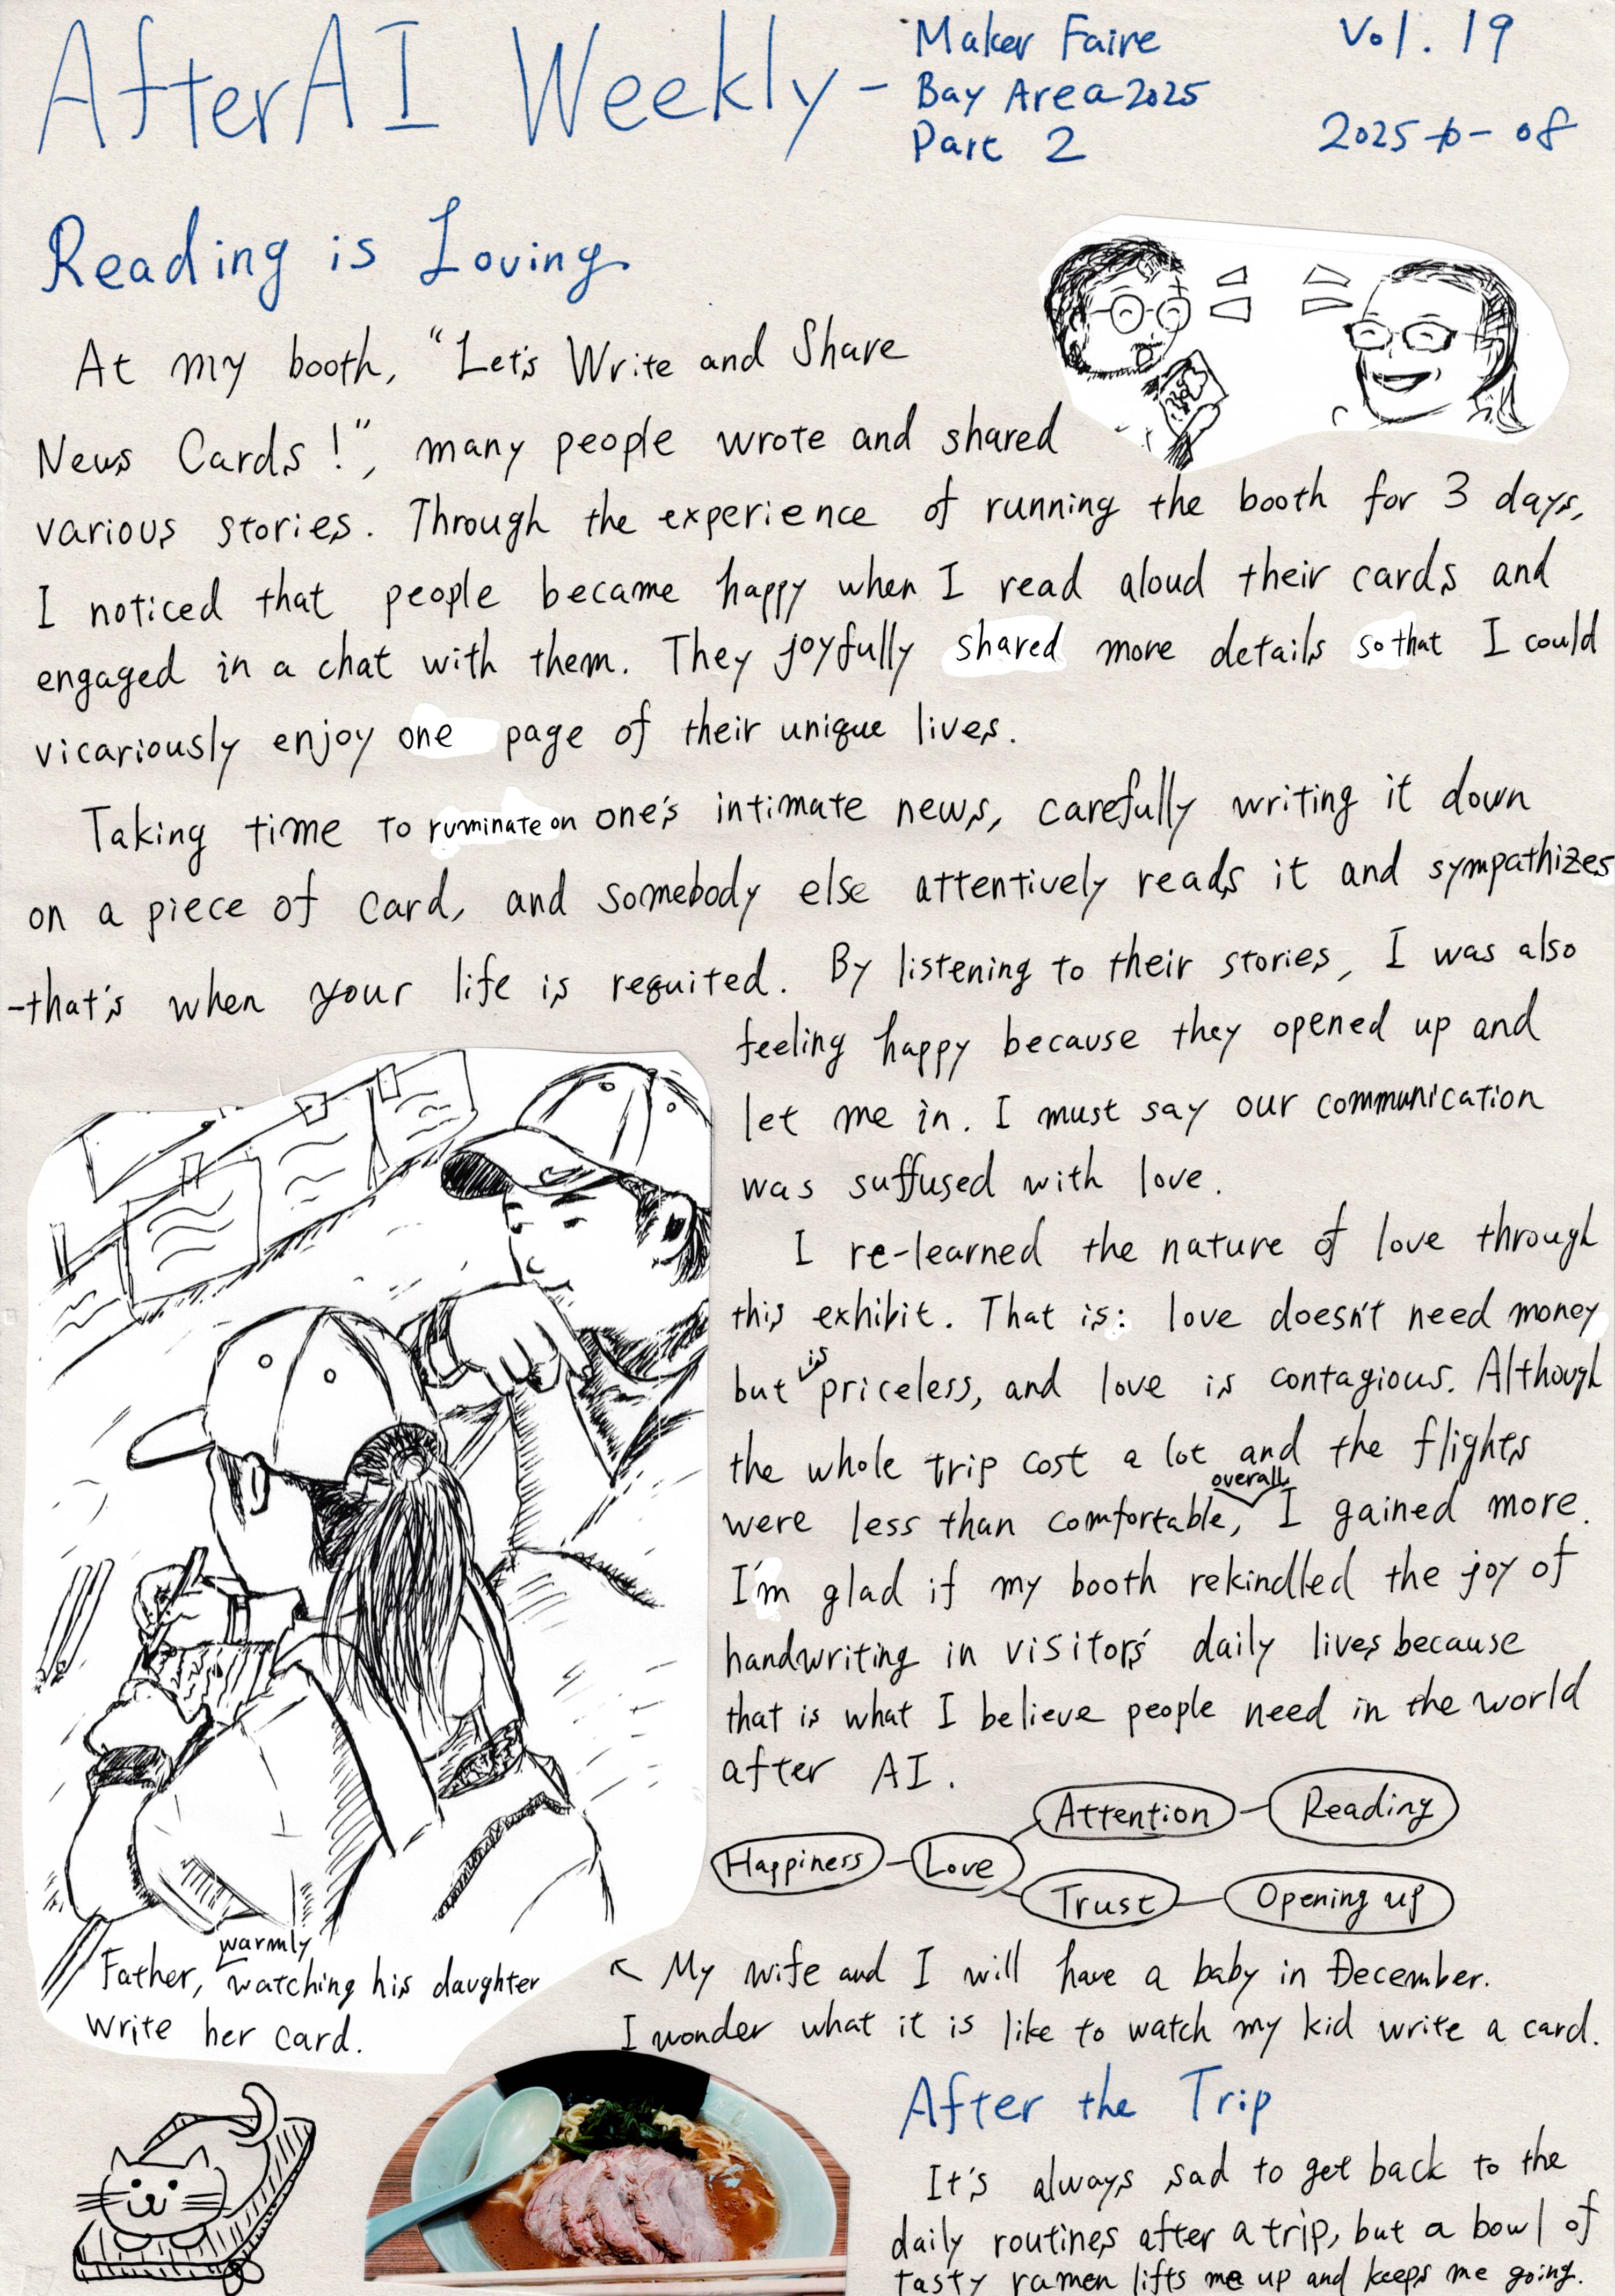 AfterAI Weekly - Maker Faire
Bay Area 2025
Part 2
Vol. 19
2025-10-08
Reading is Loving
At my booth, "Let's Write and Share
News Cards!", many people wrote and shared
various stories. Through the experience of running the booth for 3 days,
I noticed that people became happy when I read aloud their cards and
engaged in a chat with them. They joyfully shared more details so that I could
vicariously enjoy one page of their unique lives.
Taking time to ruminate on one's intimate news, carefully writing it down
on a piece of card, and somebody else attentively reads it and sympathizes
-that's when your life is requited. By listening to their stories, I was also
feeling happy because they opened up and
let me in. I must say our communication
was suffused with love.
I re-learned the nature of love through
this exhibit. That is: love doesn't need money
but is priceless, and love is contagious. Although
the whole trip cost a lot and the flights
were less than comfortable, overall I gained more.
I'm glad if my booth rekindled the joy of
handwriting in visitors' daily lives because
that is what I believe people need in the world
after AI.
Happiness - Love - Attention - Reading
Trust - Opening up
Father, warmly watching his daughter
write her card.
← My wife and I will have a baby in December.
I wonder what it is like to watch my kid write a card.
After the Trip
It's always sad to get back to the
daily routines after a trip, but a bowl of
tasty ramen lifts me up and keeps me going.